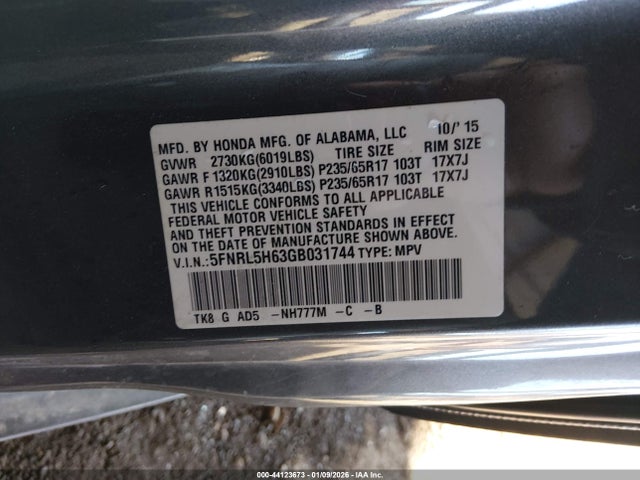 MFD. BY HONDA MFG. OF ALABAMA, LLC 10/'15
GVWR 2730KG(6019LBS) TIRE SIZE RIM SIZE
GAWR F 1320KG(2910LBS) P235/65R17 103T 17X7J
GAWR R1515KG(3340LBS) P235/65R17 103T 17X7J
THIS VEHICLE CONFORMS TO ALL APPLICABLE
FEDERAL MOTOR VEHICLE SAFETY
AND THEFT PREVENTION STANDARDS IN EFFECT
ON THE DATE OF MANUFACTURE SHOWN ABOVE.
V.I.N.:5FNRL5H63GB031744 TYPE: MPV
TK8 G AD5 -NH777M -C -B
000-44123673 - 01/09/2026 - IAA Inc.